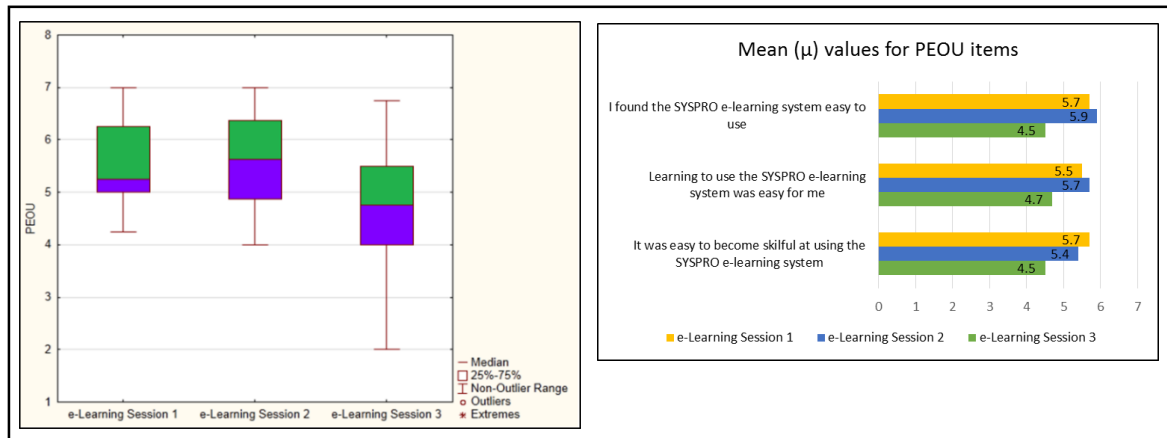 8
7
6
5
4
3
2
1
PEOU
e-Learning Session 1 e-Learning Session 2 e-Learning Session 3
Median
25%-75%
Non-Outlier Range
Outliers
Extremes
Mean (μ) values for PEOU items
I found the SYSPRO e-learning system easy to
use
5.7
5.9
4.5
Learning to use the SYSPRO e-learning
system was easy for me
5.5
5.7
4.7
It was easy to become skilful at using the
SYSPRO e-learning system
5.7
5.4
4.5
0 1 2 3 4 5 6 7
e-Learning Session 1 e-Learning Session 2 e-Learning Session 3